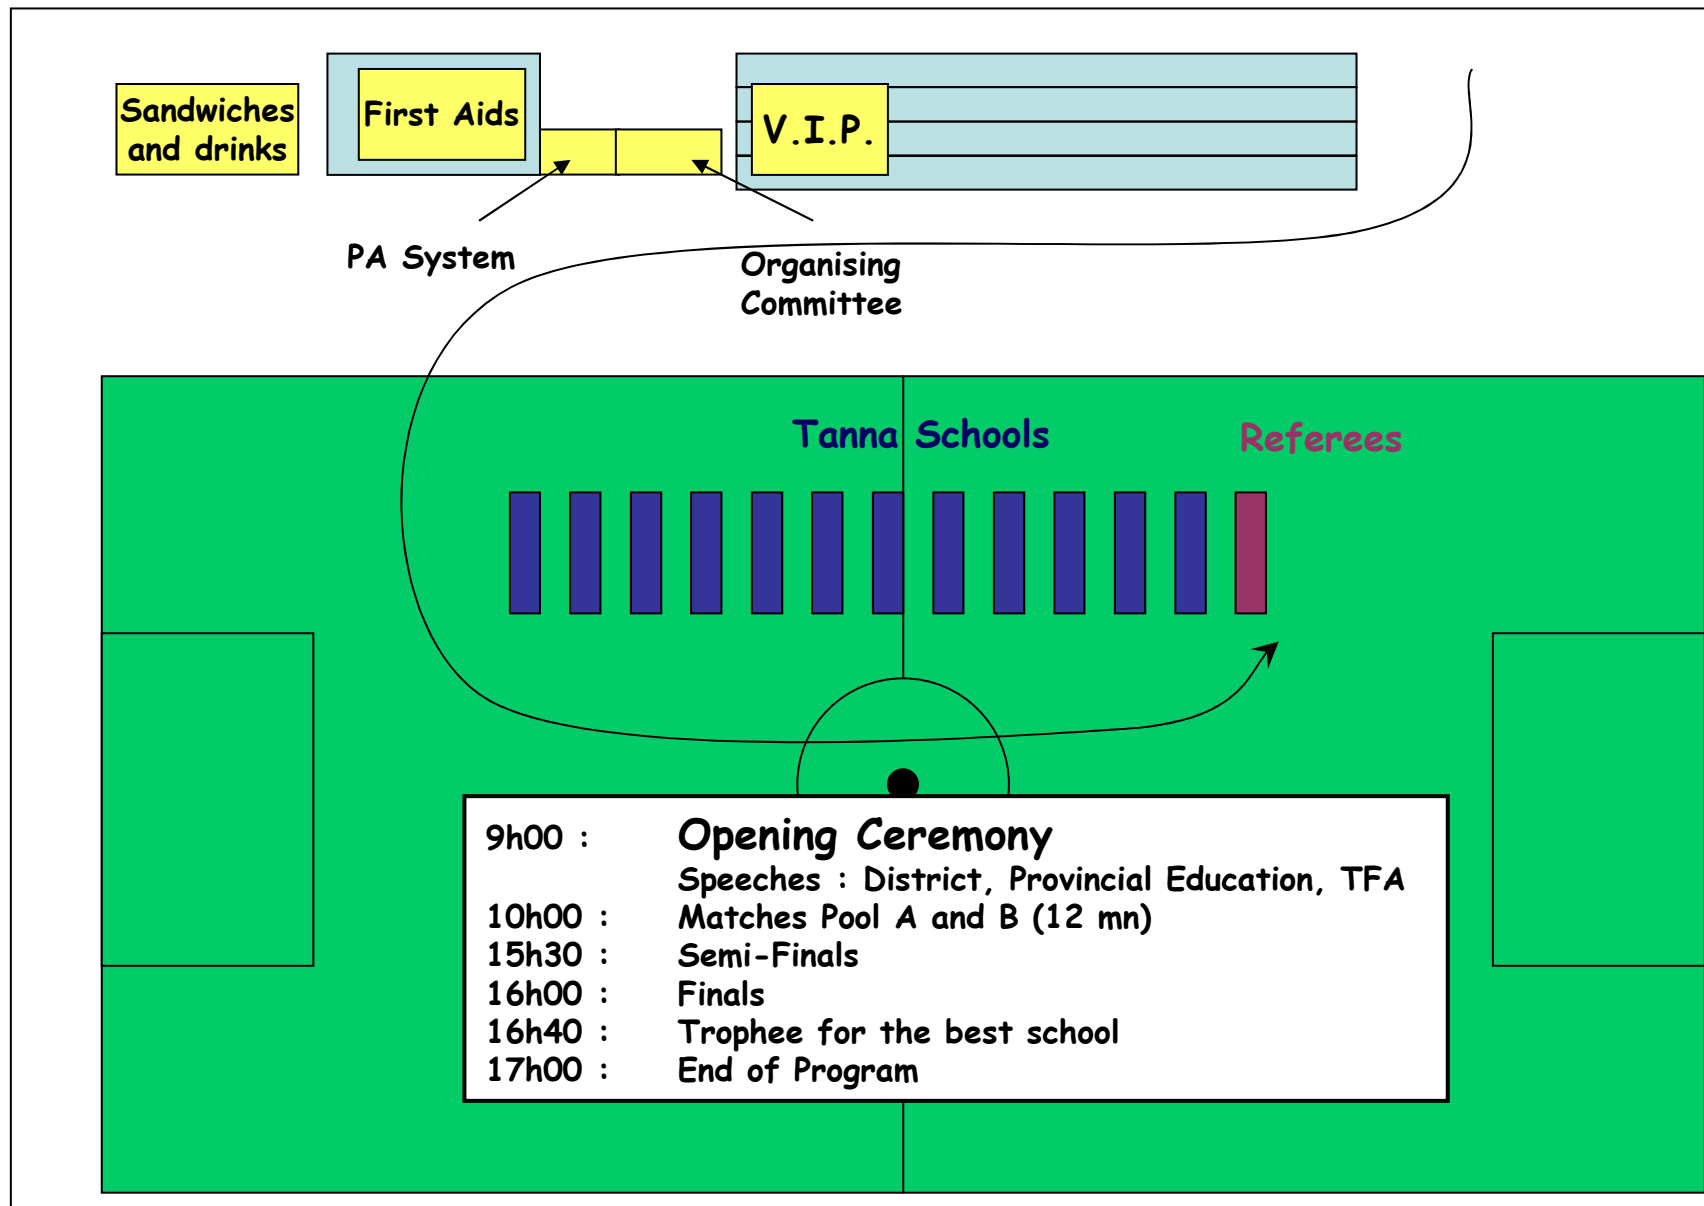 Sandwiches
and drinks
First Aids
V.I.P.
PA System
Organising
Committee
Tanna Schools
Referees
9h00 : Opening Ceremony
Speeches : District, Provincial Education, TFA
10h00 : Matches Pool A and B (12 mn)
15h30 : Semi-Finals
16h00 : Finals
16h40 : Trophee for the best school
17h00 : End of Program